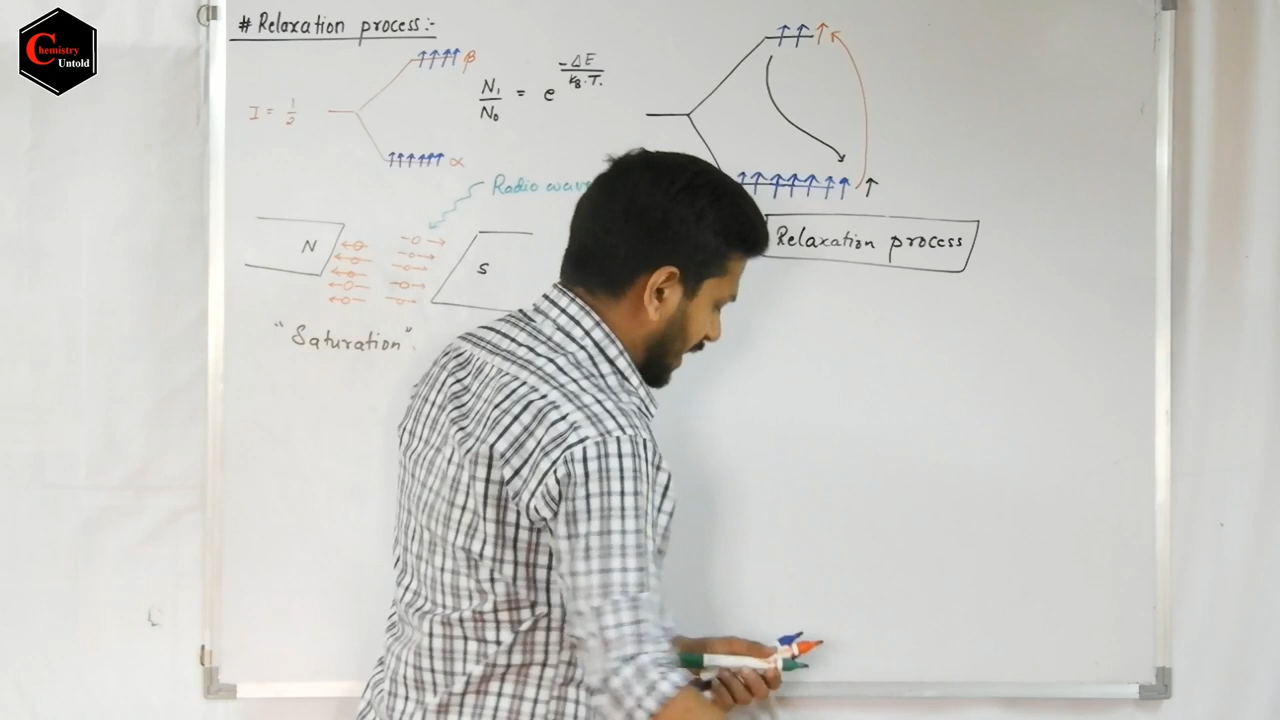 Chemistry
Untold
# Relaxation process:-
β
I = 1/2
α
N₁/N₀ = e^(-ΔE/k_B.T.)
Radio wave
N
S
"Saturation".
Relaxation process